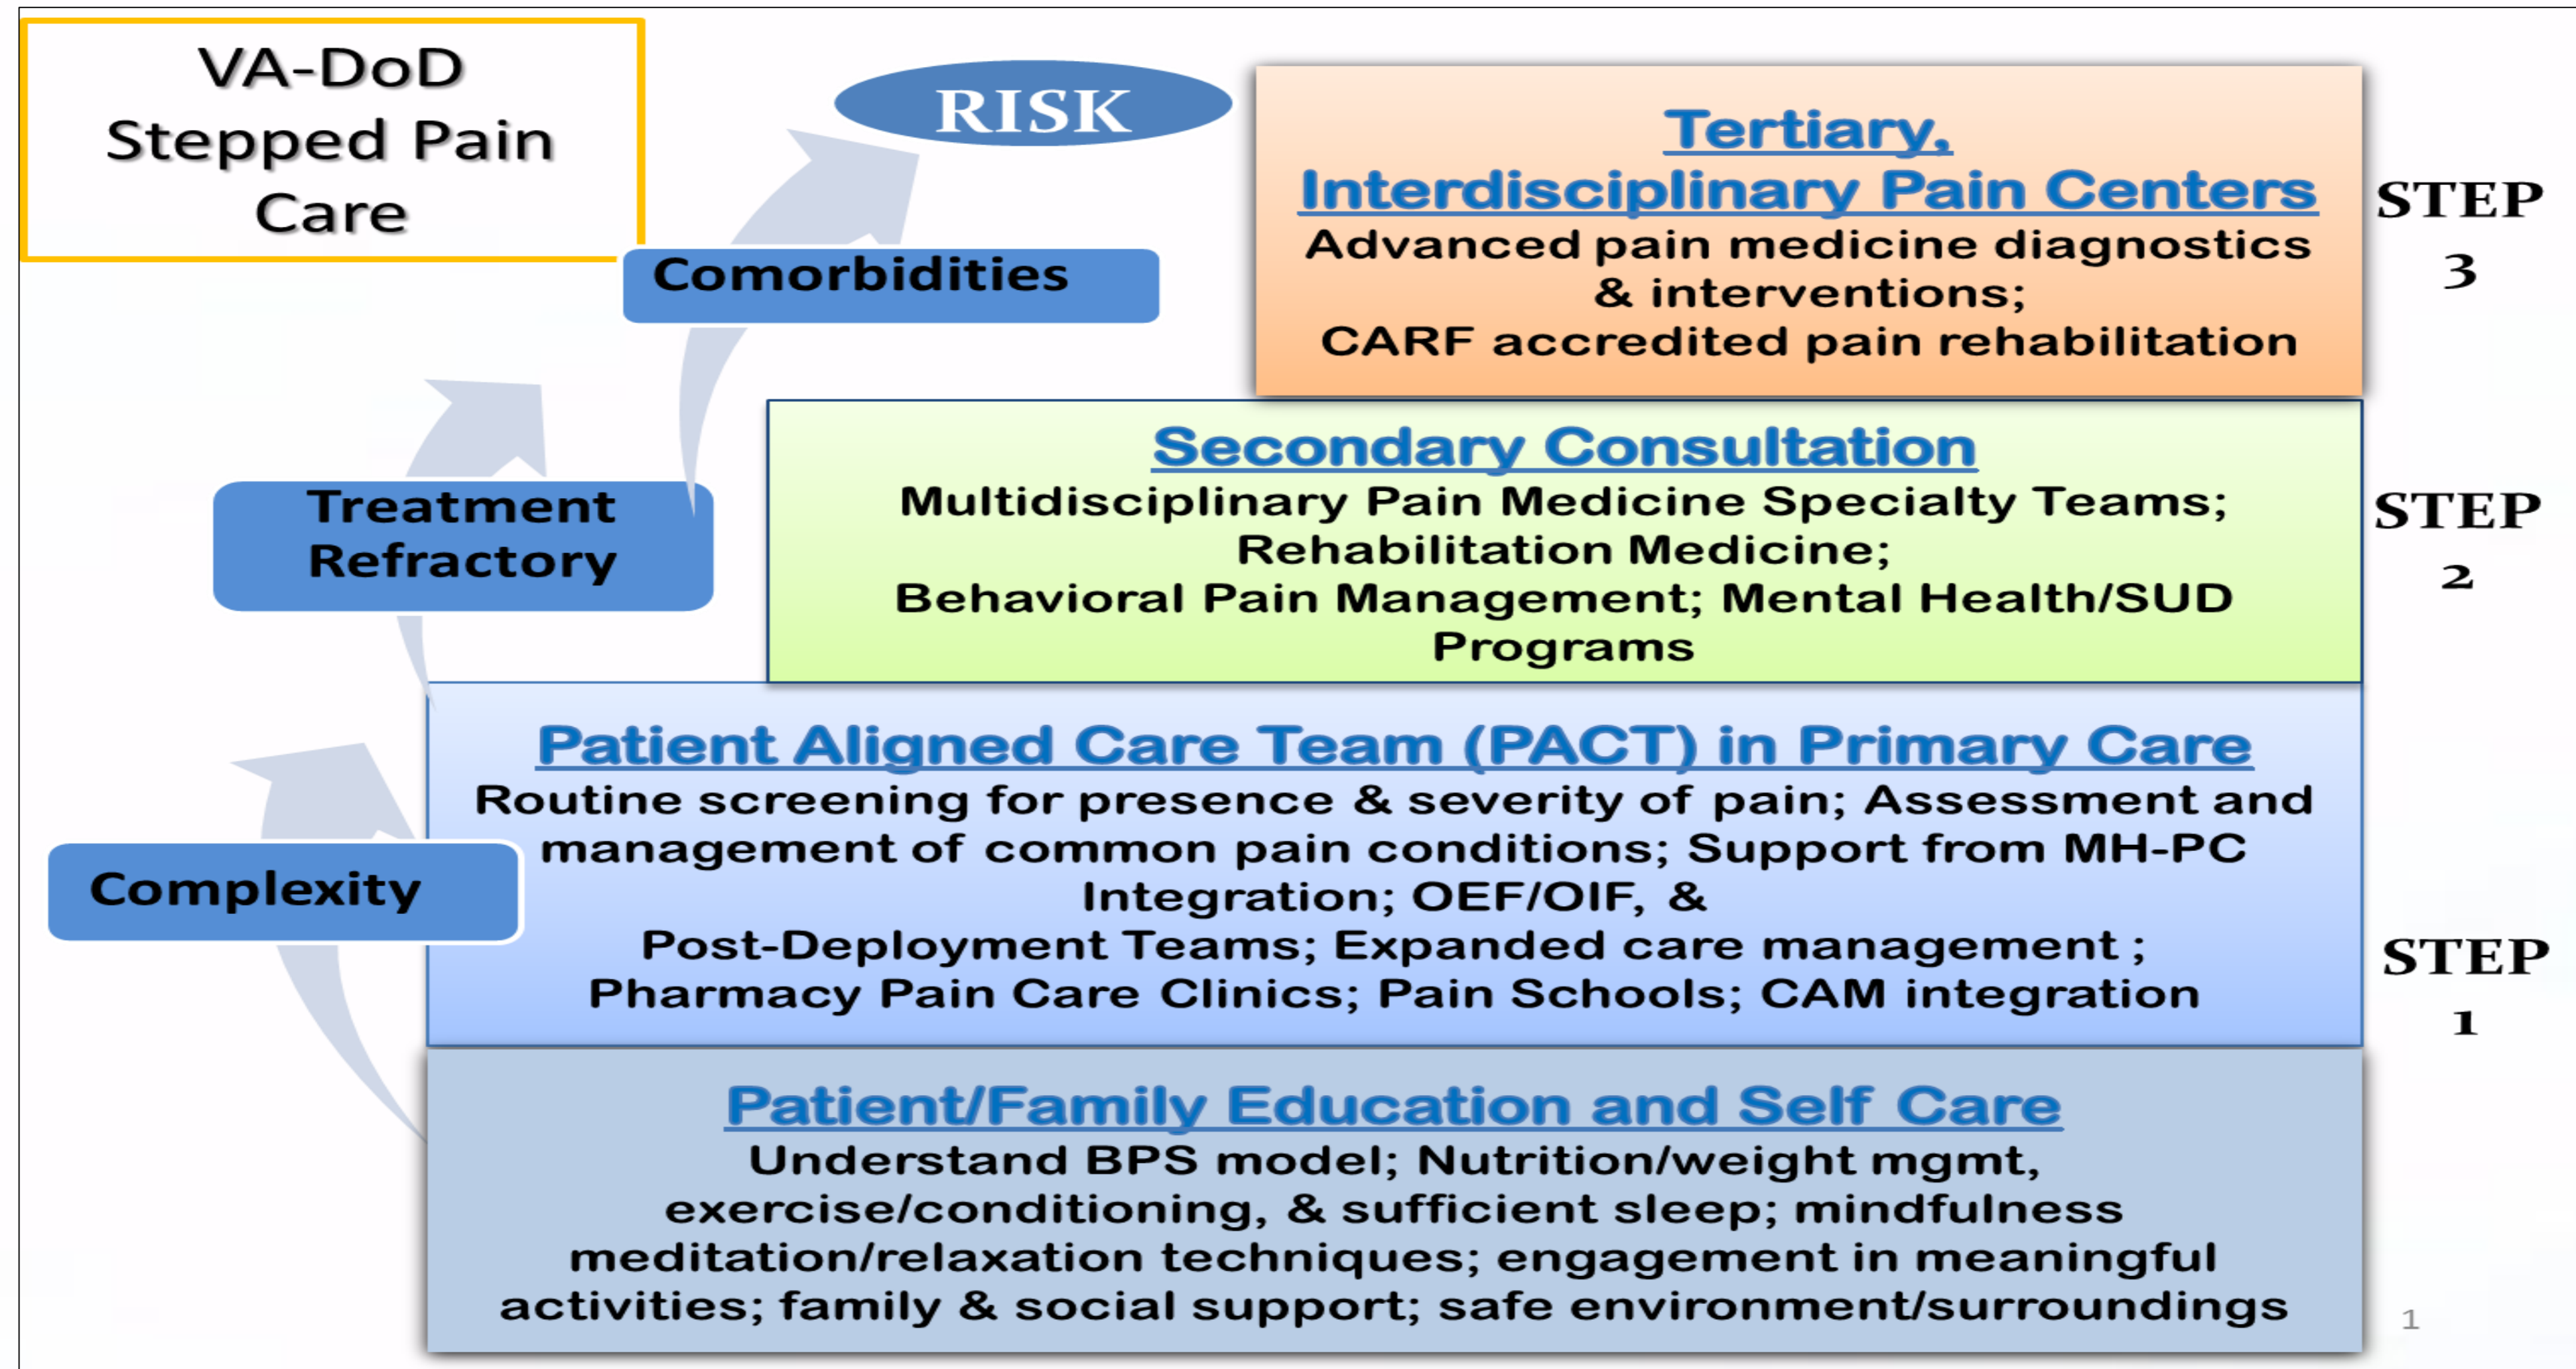 VA-DoD
Stepped Pain
Care
RISK
Comorbidities
Treatment
Refractory
Complexity
Tertiary,
Interdisciplinary Pain Centers
Advanced pain medicine diagnostics
& interventions;
CARF accredited pain rehabilitation
STEP
3
Secondary Consultation
Multidisciplinary Pain Medicine Specialty Teams;
Rehabilitation Medicine;
Behavioral Pain Management; Mental Health/SUD
Programs
STEP
2
Patient Aligned Care Team (PACT) in Primary Care
Routine screening for presence & severity of pain; Assessment and
management of common pain conditions; Support from MH-PC
Integration; OEF/OIF, &
Post-Deployment Teams; Expanded care management ;
Pharmacy Pain Care Clinics; Pain Schools; CAM integration
STEP
1
Patient/Family Education and Self Care
Understand BPS model; Nutrition/weight mgmt,
exercise/conditioning, & sufficient sleep; mindfulness
meditation/relaxation techniques; engagement in meaningful
activities; family & social support; safe environment/surroundings
1